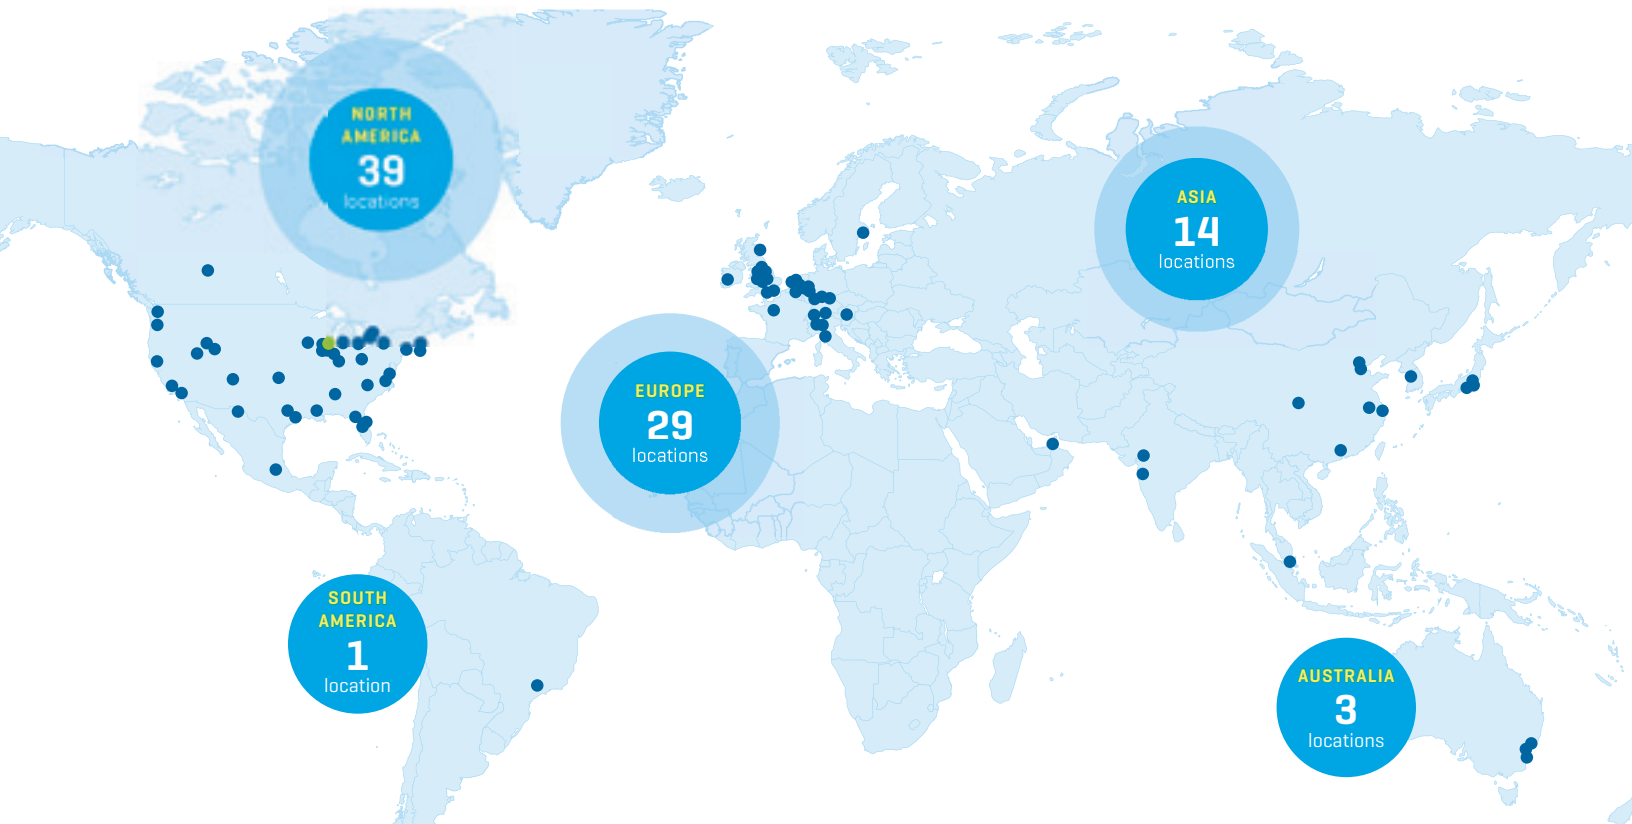 NORTH
AMERICA
39
locations
ASIA
14
locations
EUROPE
29
locations
SOUTH
AMERICA
1
location
AUSTRALIA
3
locations